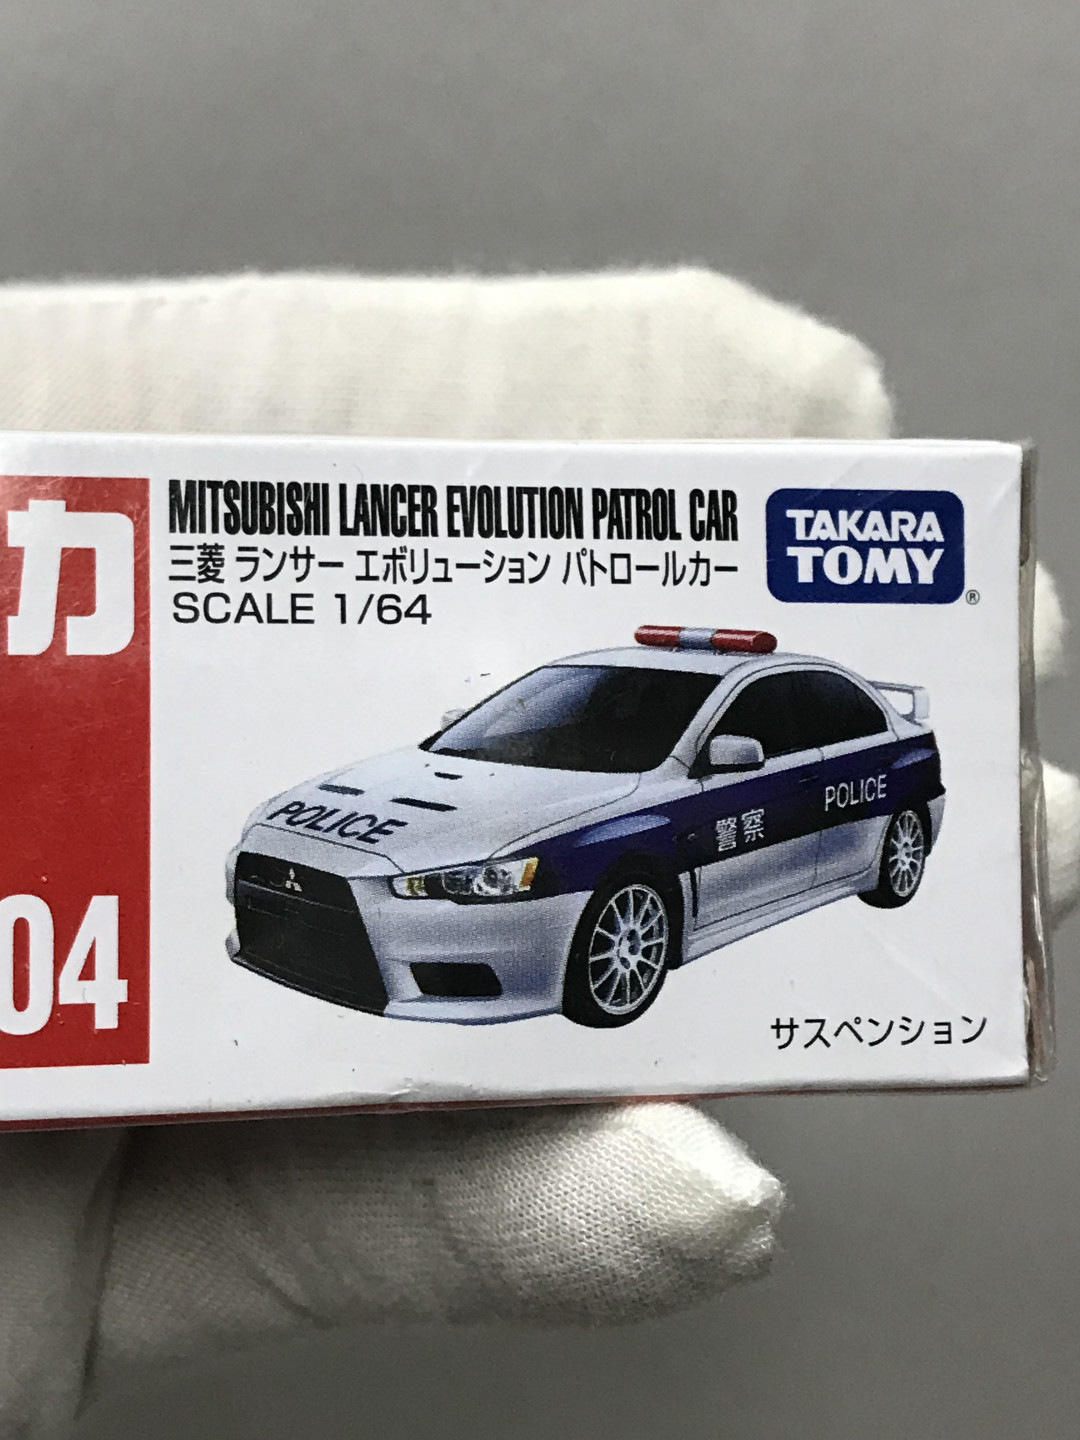 カ
04
MITSUBISHI LANCER EVOLUTION PATROL CAR
三菱 ランサー エボリューション パトロールカー
SCALE 1/64
TAKARA
TOMY
®
POLICE
警察
POLICE
サスペンション